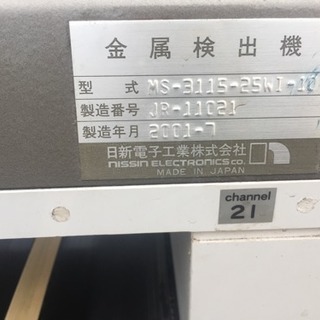 金属検出機
型式 MS-3115-25WI-10
製造番号 JR-11021
製造年月 2001-7
日新電子工業株式会社
NISSIN ELECTRONICS CO.
MADE IN JAPAN
channel
21